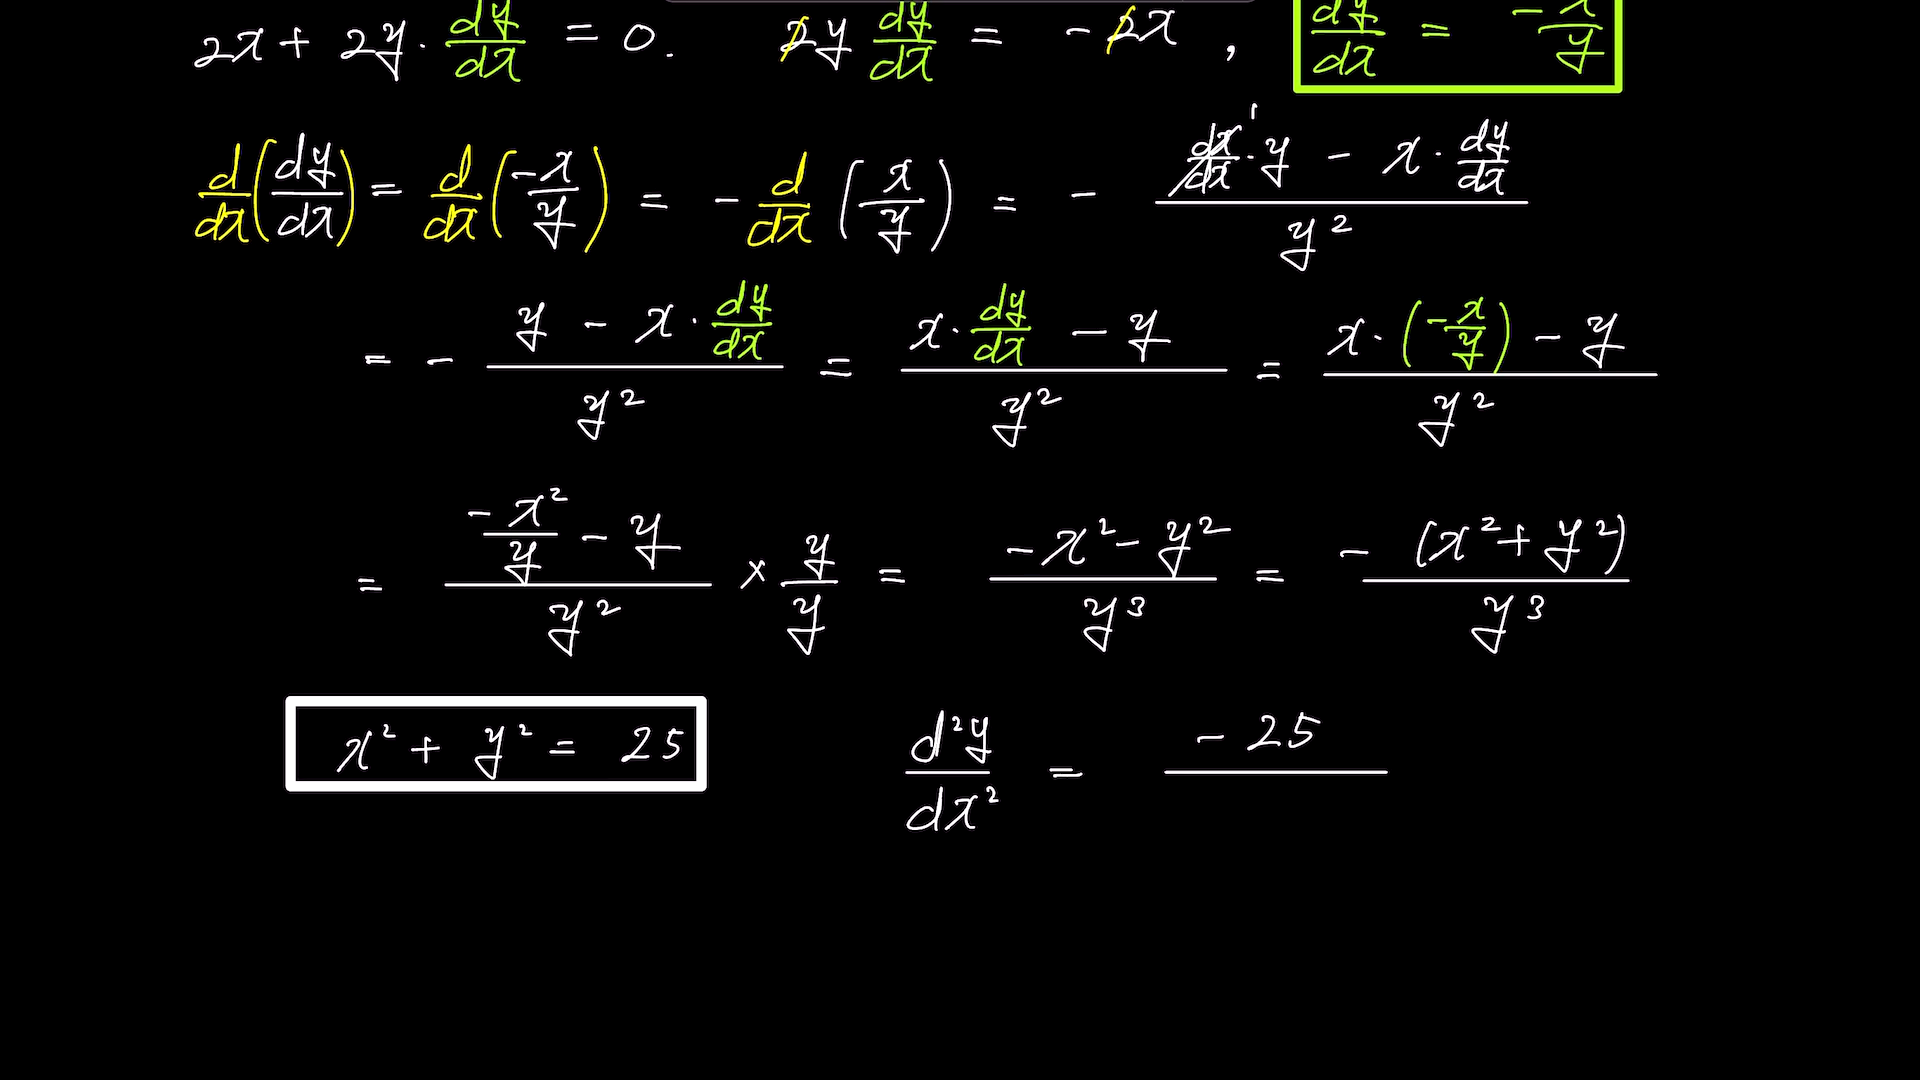 2x + 2y · dy/dx = 0. 2y dy/dx = -2x , dy/dx = -x/y
d/dx (dy/dx) = d/dx (-x/y) = - d/dx (x/y) = - (dx/dx 1 · y - x · dy/dx) / y²
= - (y - x · dy/dx) / y² = (x · dy/dx - y) / y² = (x · (-x/y) - y) / y²
= (-x²/y - y) / y² × y/y = (-x² - y²) / y³ = - (x² + y²) / y³
x² + y² = 25 d²y/dx² = -25 /